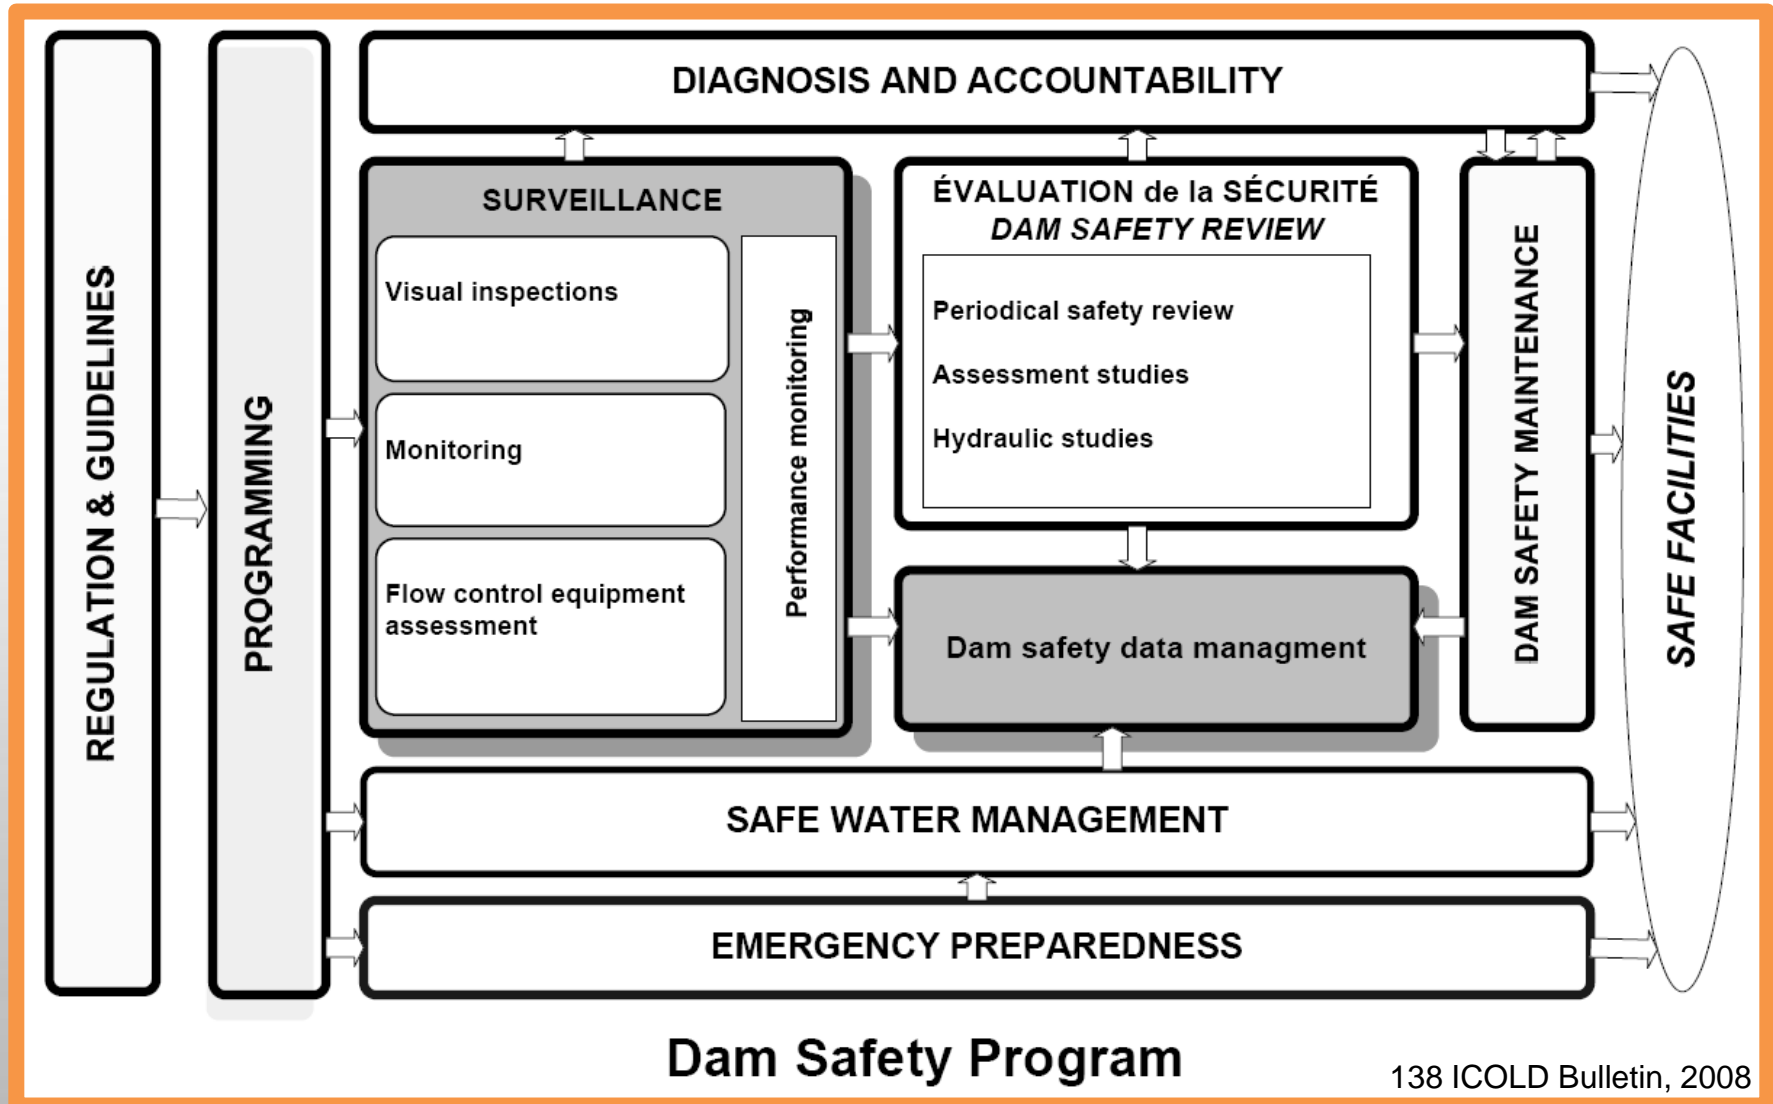 REGULATION & GUIDELINES
PROGRAMMING
DIAGNOSIS AND ACCOUNTABILITY
SURVEILLANCE
Visual inspections
Monitoring
Flow control equipment
assessment
Performance monitoring
ÉVALUATION de la SÉCURITÉ
DAM SAFETY REVIEW
Periodical safety review
Assessment studies
Hydraulic studies
Dam safety data managment
DAM SAFETY MAINTENANCE
SAFE FACILITIES
SAFE WATER MANAGEMENT
EMERGENCY PREPAREDNESS
Dam Safety Program
138 ICOLD Bulletin, 2008